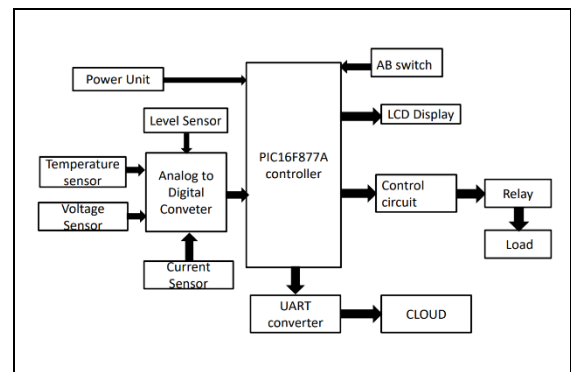 AB switch
Power Unit
LCD Display
Level Sensor
PIC16F877A
controller
Temperature
sensor
Analog to
Digital
Conveter
Voltage
Sensor
Control
circuit
Relay
Load
Current
Sensor
UART
converter
CLOUD